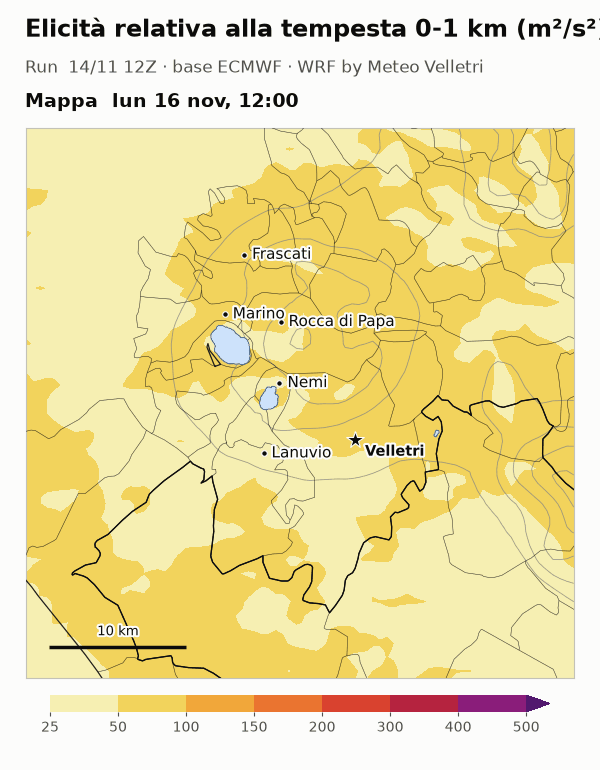 Elicità relativa alla tempesta 0-1 km (m²/s²)
Run  14/11 12Z · base ECMWF · WRF by Meteo Velletri
Mappa  lun 16 nov, 12:00
Frascati
Marino
Rocca di Papa
Nemi
Velletri
Lanuvio
10 km
25 50 100 150 200 300 400 500